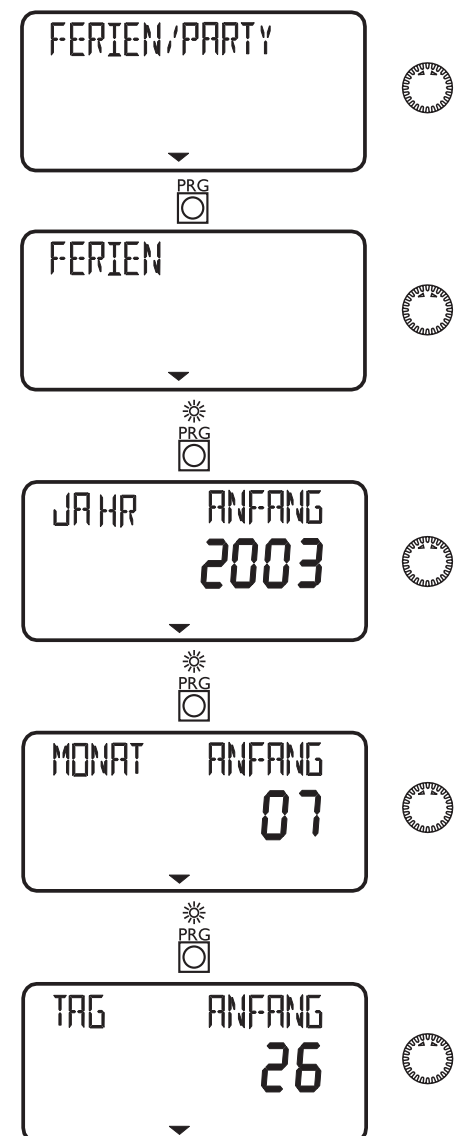 FERIEN/PARTY
PRG
FERIEN
PRG
JAHR ANFANG
2003
PRG
MONAT ANFANG
07
PRG
TAG ANFANG
26